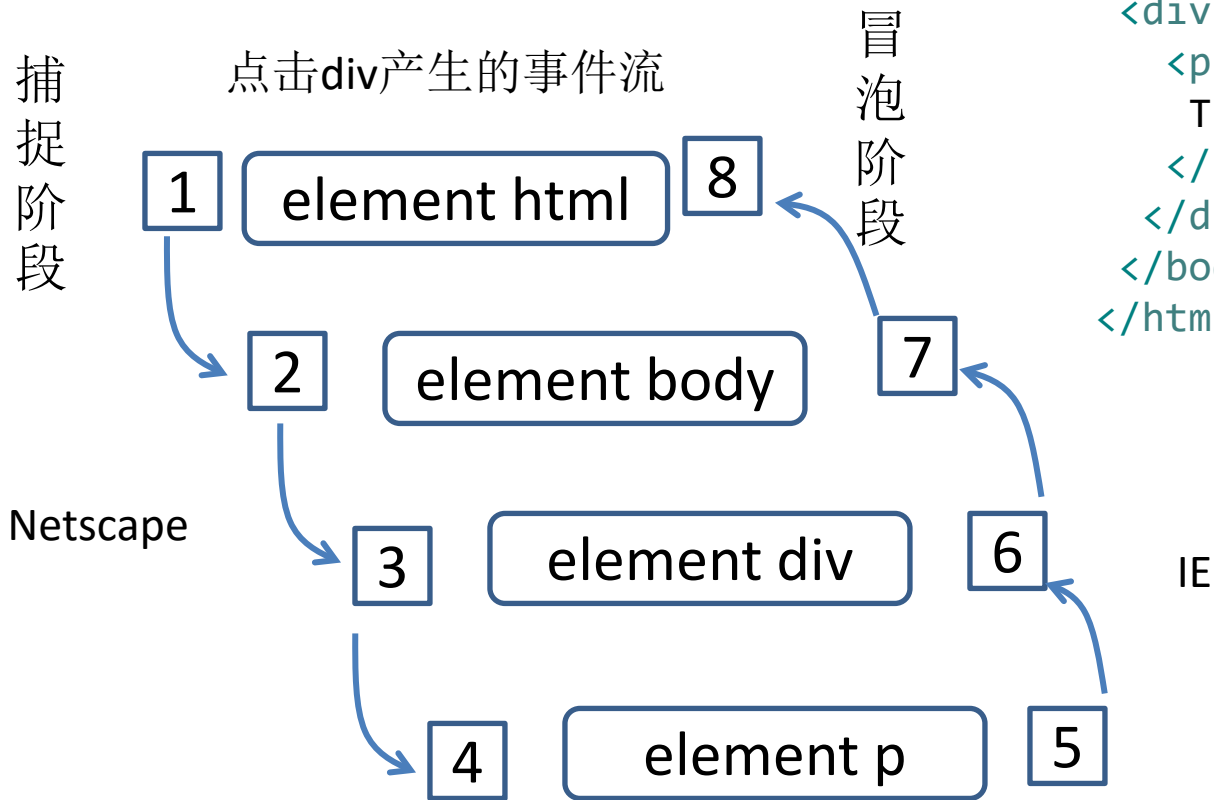 捕捉阶段
点击div产生的事件流
冒泡阶段
1
element html
8
2
element body
7
Netscape
3
element div
6
IE
4
element p
5
<div
<p
T
</
</d
</bo
</htm